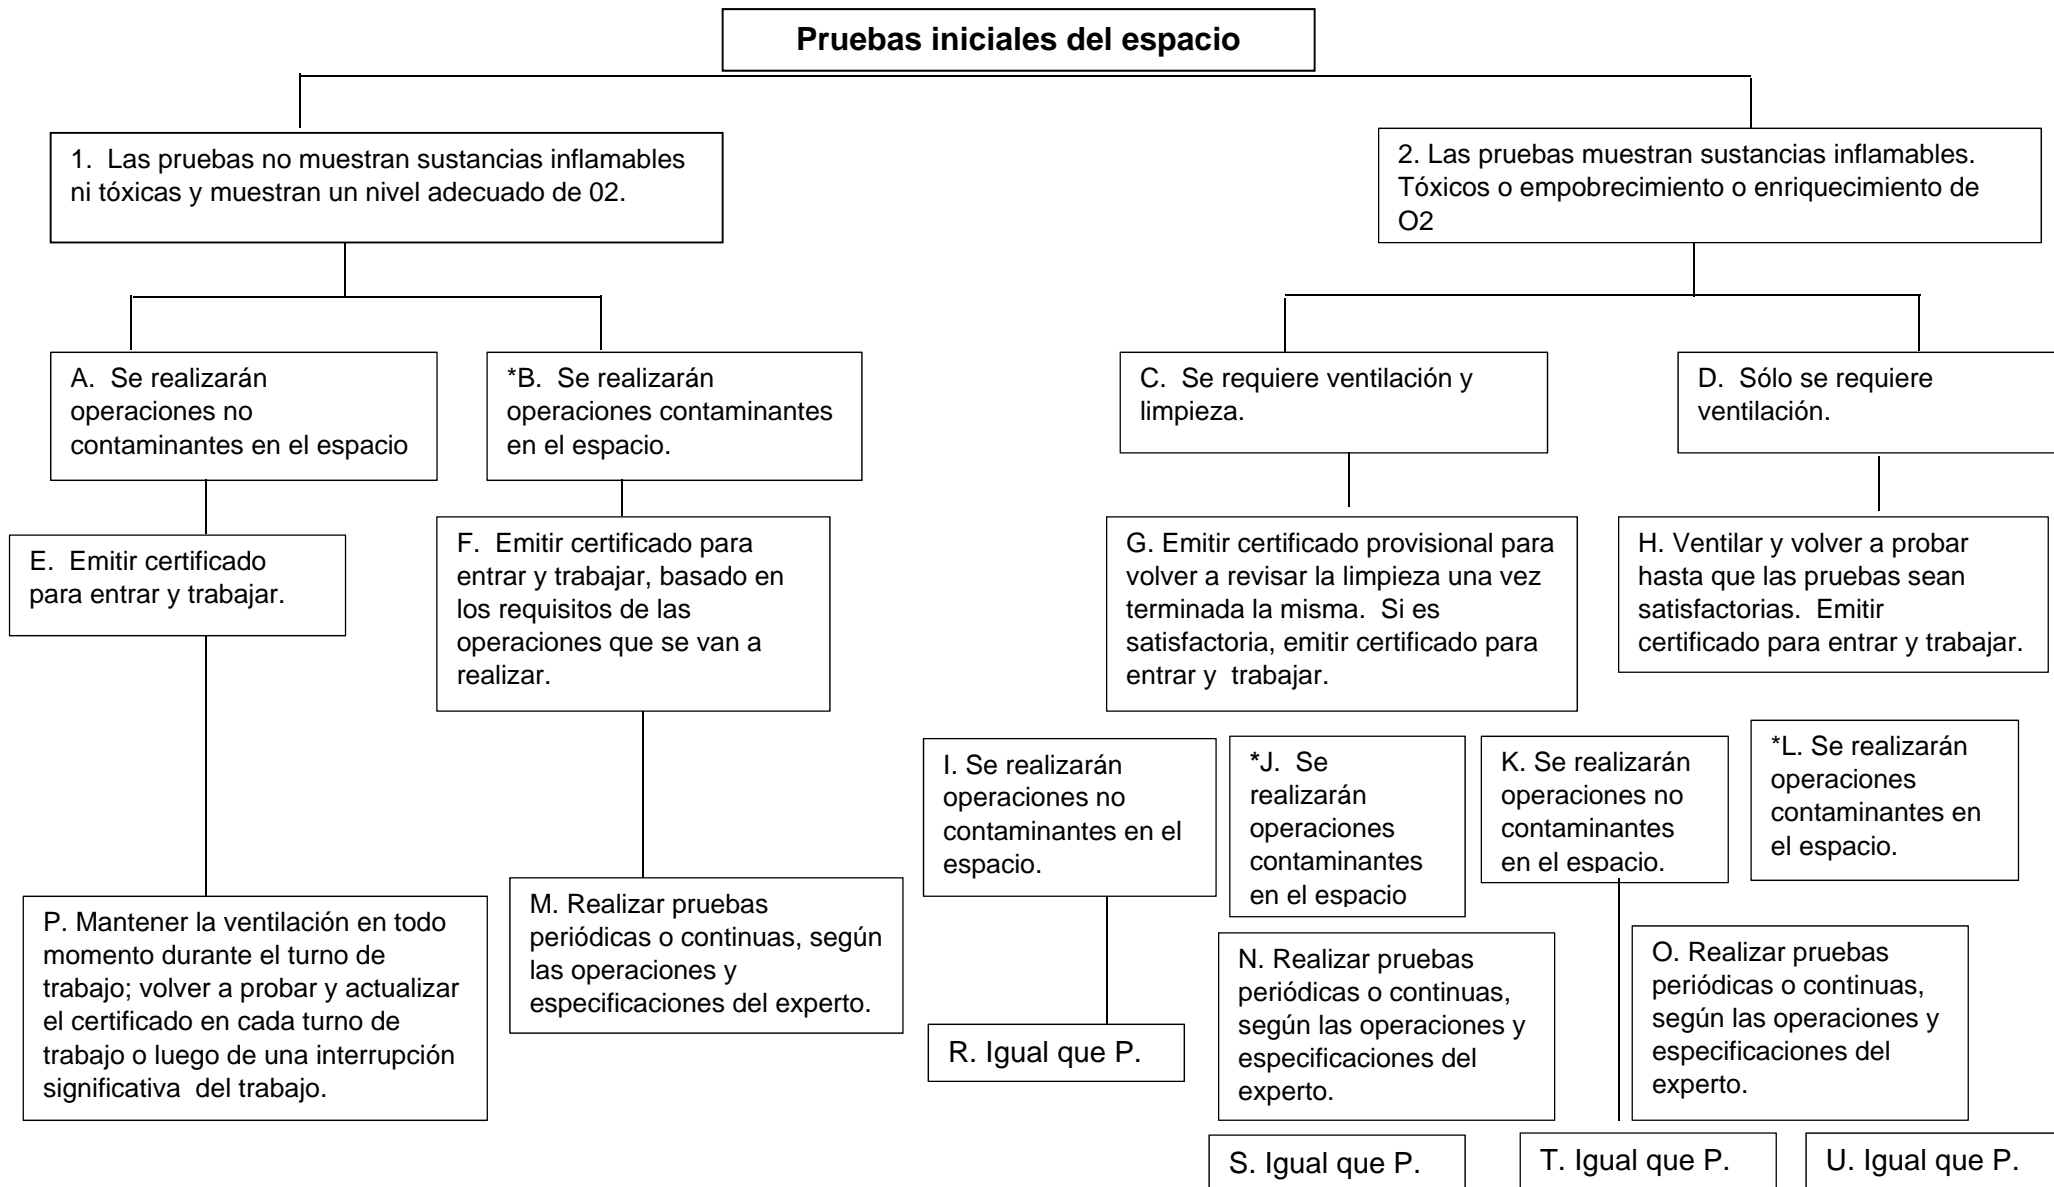 Pruebas iniciales del espacio
1. Las pruebas no muestran sustancias inflamables
ni tóxicas y muestran un nivel adecuado de 02.
2. Las pruebas muestran sustancias inflamables.
Tóxicos o empobrecimiento o enriquecimiento de
O2
A. Se realizarán
operaciones no
contaminantes en el espacio
*B. Se realizarán
operaciones contaminantes
en el espacio.
C. Se requiere ventilación y
limpieza.
D. Sólo se requiere
ventilación.
E. Emitir certificado
para entrar y trabajar.
F. Emitir certificado para
entrar y trabajar, basado en
los requisitos de las
operaciones que se van a
realizar.
G. Emitir certificado provisional para
volver a revisar la limpieza una vez
terminada la misma. Si es
satisfactoria, emitir certificado para
entrar y trabajar.
H. Ventilar y volver a probar
hasta que las pruebas sean
satisfactorias. Emitir
certificado para entrar y trabajar.
I. Se realizarán
operaciones no
contaminantes en el
espacio.
*J. Se
realizarán
operaciones
contaminantes
en el espacio
K. Se realizarán
operaciones no
contaminantes
en el espacio.
*L. Se realizarán
operaciones
contaminantes en
el espacio.
P. Mantener la ventilación en todo
momento durante el turno de
trabajo; volver a probar y actualizar
el certificado en cada turno de
trabajo o luego de una interrupción
significativa del trabajo.
M. Realizar pruebas
periódicas o continuas, según
las operaciones y
especificaciones del experto.
R. Igual que P.
N. Realizar pruebas
periódicas o continuas,
según las operaciones y
especificaciones del
experto.
O. Realizar pruebas
periódicas o continuas,
según las operaciones y
especificaciones del
experto.
S. Igual que P.
T. Igual que P.
U. Igual que P.